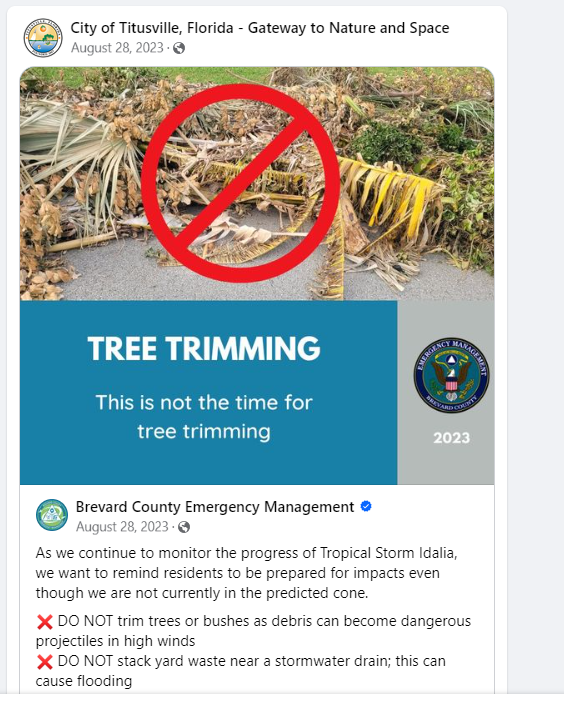 City of Titusville, Florida - Gateway to Nature and Space
August 28, 2023 ·
TREE TRIMMING
This is not the time for
tree trimming
EMERGENCY MANAGEMENT
BREVARD COUNTY
2023
Brevard County Emergency Management
August 28, 2023 ·
As we continue to monitor the progress of Tropical Storm Idalia,
we want to remind residents to be prepared for impacts even
though we are not currently in the predicted cone.
❌ DO NOT trim trees or bushes as debris can become dangerous
projectiles in high winds
❌ DO NOT stack yard waste near a stormwater drain; this can
cause flooding